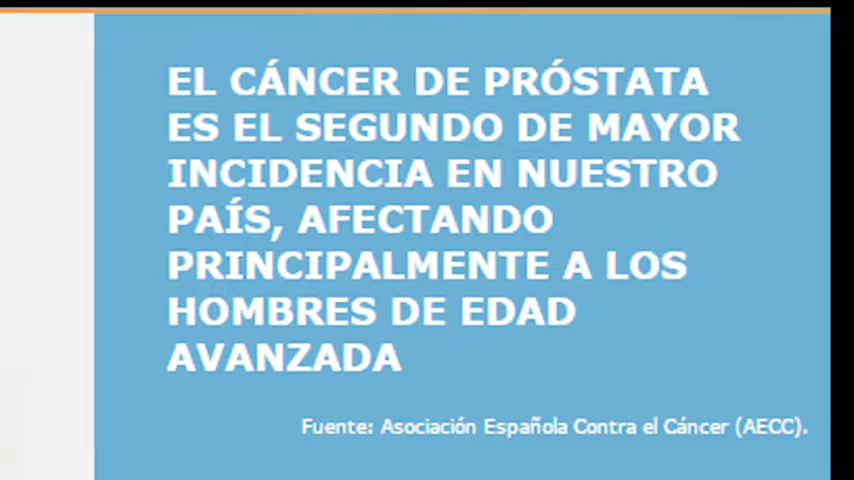 EL CÁNCER DE PRÓSTATA
ES EL SEGUNDO DE MAYOR
INCIDENCIA EN NUESTRO
PAÍS, AFECTANDO
PRINCIPALMENTE A LOS
HOMBRES DE EDAD
AVANZADA
Fuente: Asociación Española Contra el Cáncer (AECC).